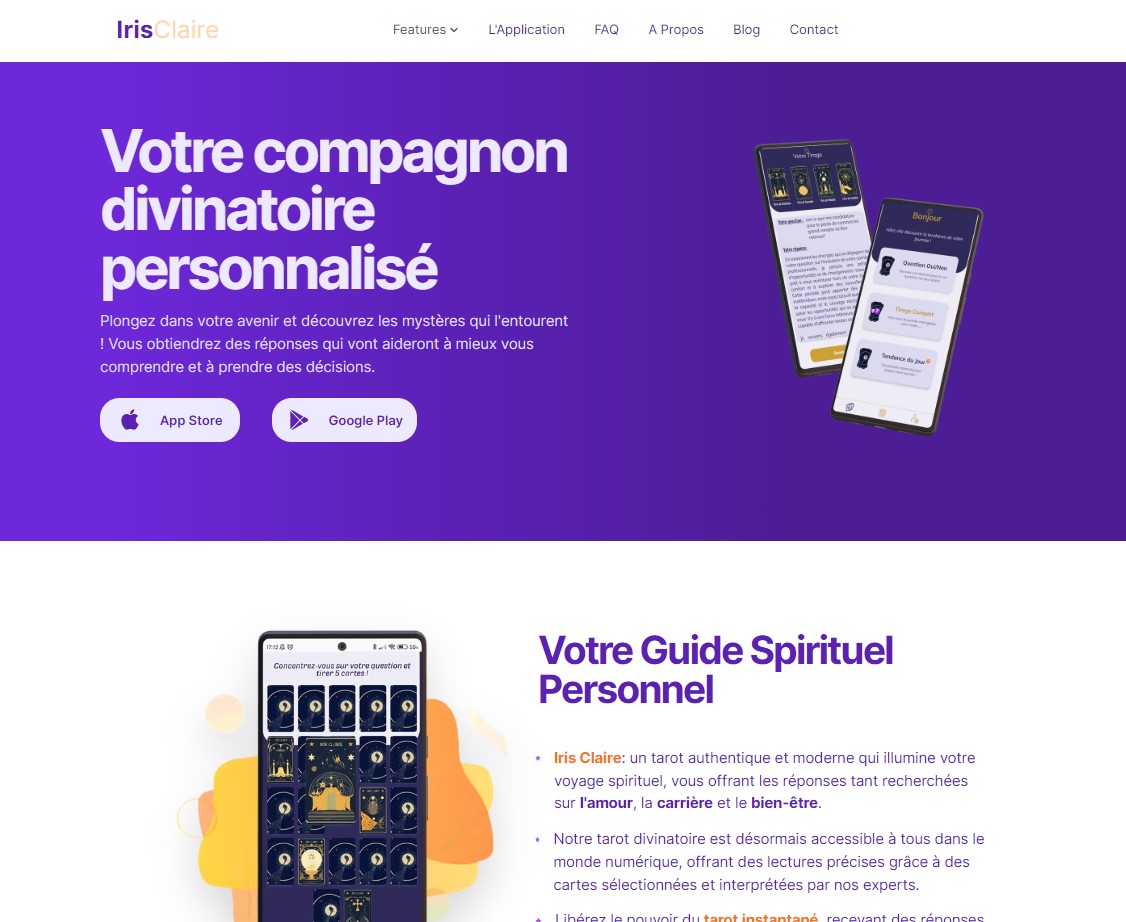 IrisClaire
Features
L'Application
FAQ
A Propos
Blog
Contact
Votre compagnon
divinatoire
personnalisé
Plongez dans votre avenir et découvrez les mystères qui l'entourent
! Vous obtiendrez des réponses qui vont aideront à mieux vous
comprendre et à prendre des décisions.
App Store
Google Play
Votre Tirage
Votre question :
Votre réponse:
Bonjour
Question Oui/Non
Tirage Complet
Tendance du jour
17:12
Concentrez-vous sur votre question et
tirer 5 cartes !
Votre Guide Spirituel
Personnel
Iris Claire: un tarot authentique et moderne qui illumine votre
voyage spirituel, vous offrant les réponses tant recherchées
sur l'amour, la carrière et le bien-être.
Notre tarot divinatoire est désormais accessible à tous dans le
monde numérique, offrant des lectures précises grâce à des
cartes sélectionnées et interprétées par nos experts.
Libérez le pouvoir du tarot instantané, recevant des réponses